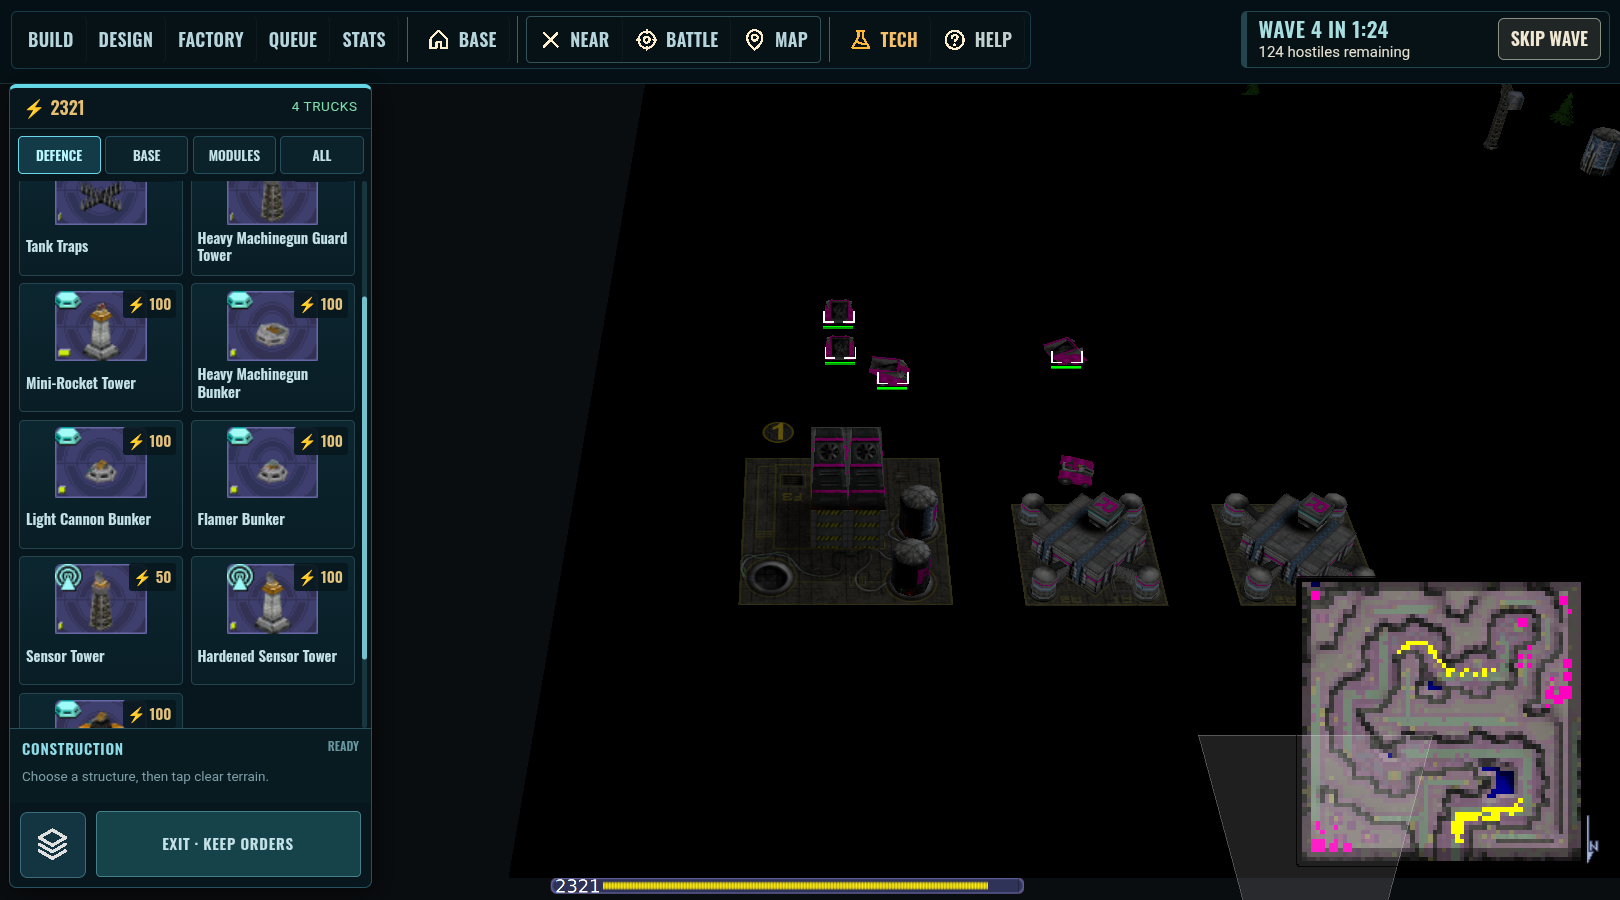 BUILD DESIGN FACTORY QUEUE STATS BASE NEAR BATTLE MAP TECH HELP
WAVE 4 IN 1:24
124 hostiles remaining
SKIP WAVE
2321
4 TRUCKS
DEFENCE BASE MODULES ALL
Tank Traps
Heavy Machinegun Guard
Tower
100
Mini-Rocket Tower
100
Heavy Machinegun
Bunker
100
Light Cannon Bunker
100
Flamer Bunker
50
Sensor Tower
100
Hardened Sensor Tower
100
CONSTRUCTION
READY
Choose a structure, then tap clear terrain.
EXIT · KEEP ORDERS
1
2321
N